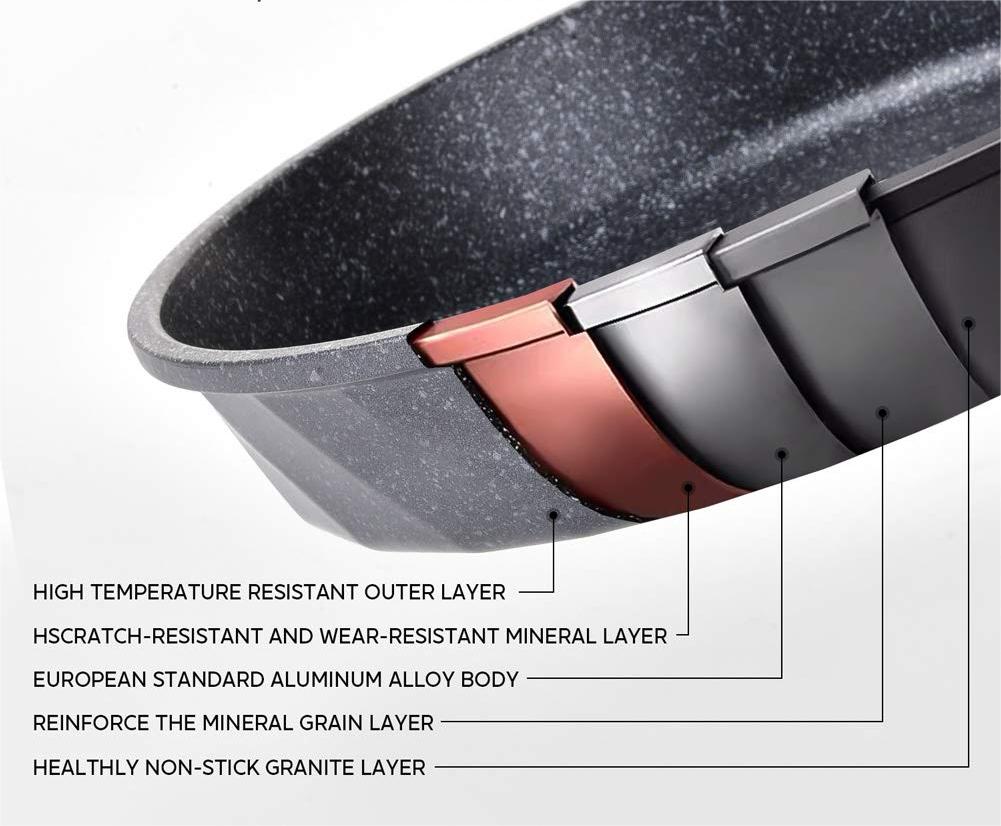 HIGH TEMPERATURE RESISTANT OUTER LAYER
HSCRATCH-RESISTANT AND WEAR-RESISTANT MINERAL LAYER
EUROPEAN STANDARD ALUMINUM ALLOY BODY
REINFORCE THE MINERAL GRAIN LAYER
HEALTHLY NON-STICK GRANITE LAYER